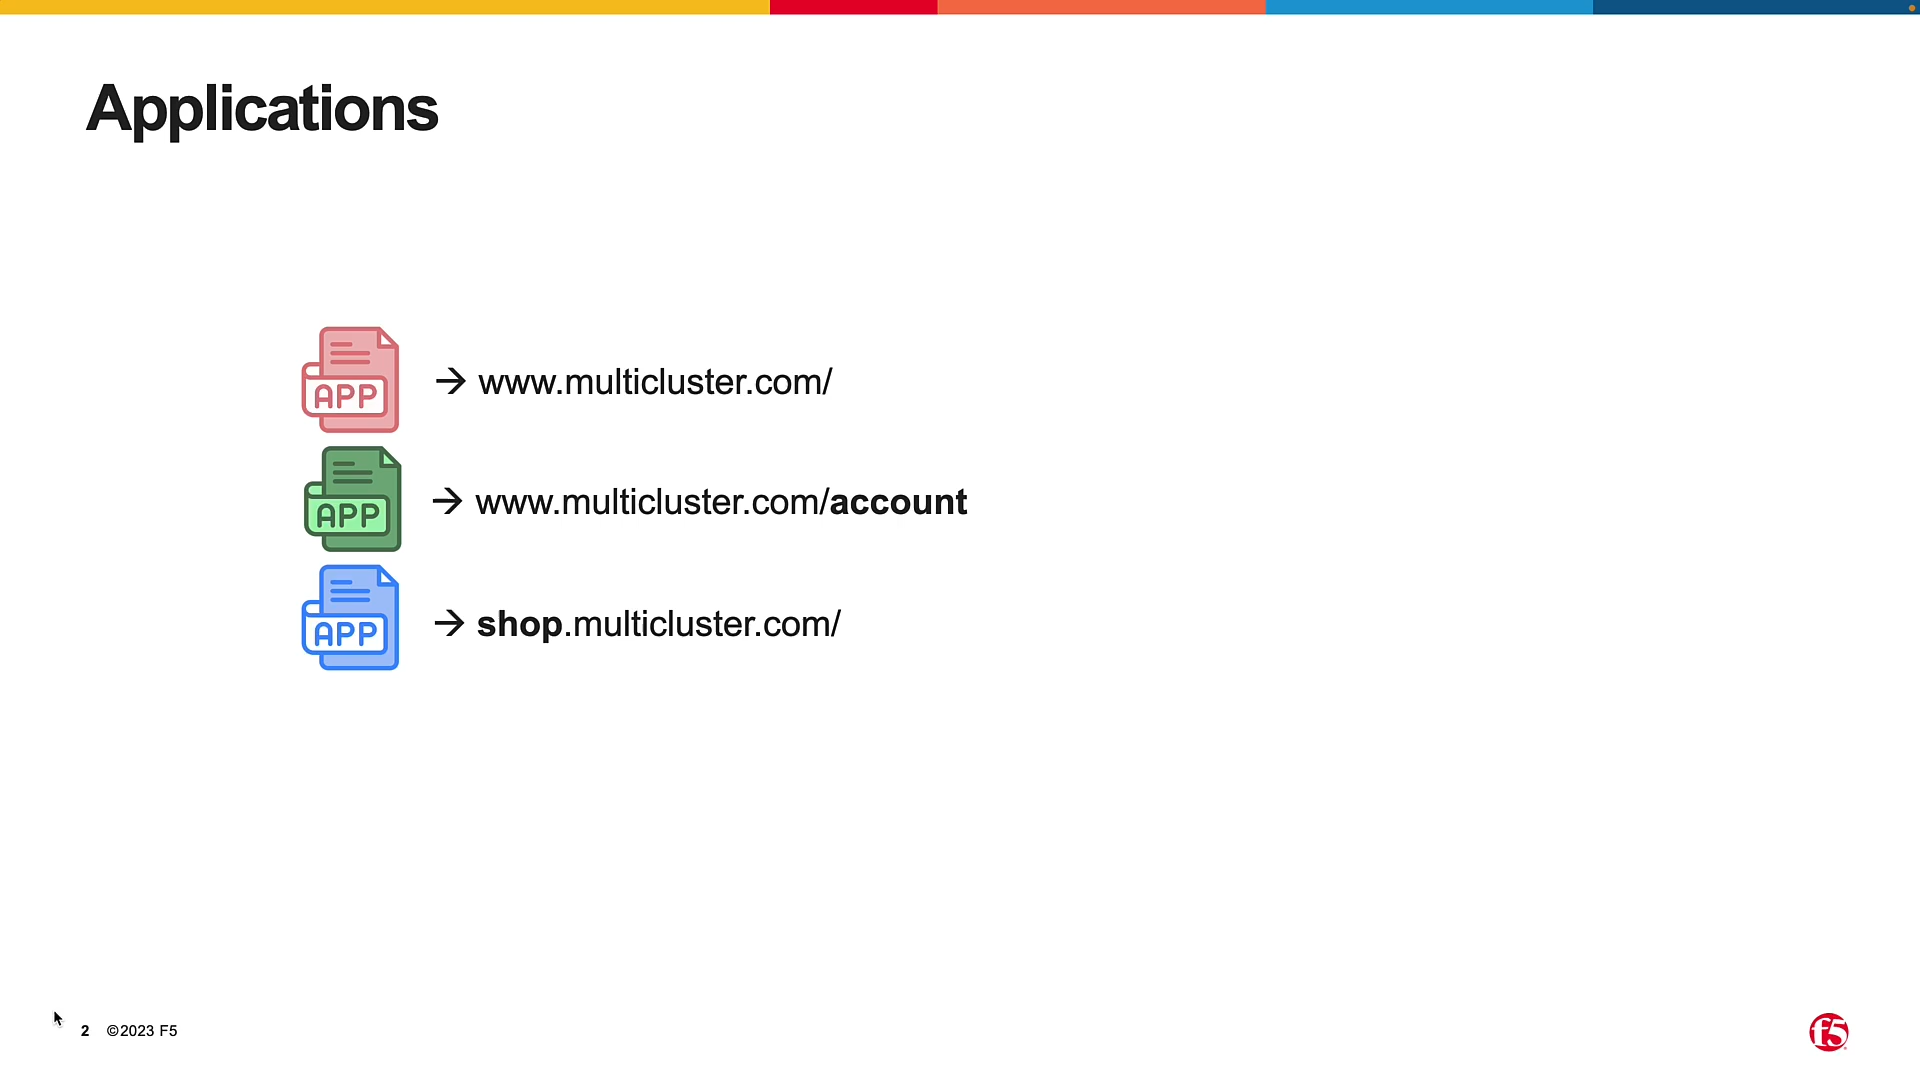 Applications
APP → www.multicluster.com/
APP → www.multicluster.com/account
APP → shop.multicluster.com/
2 ©2023 F5
f5